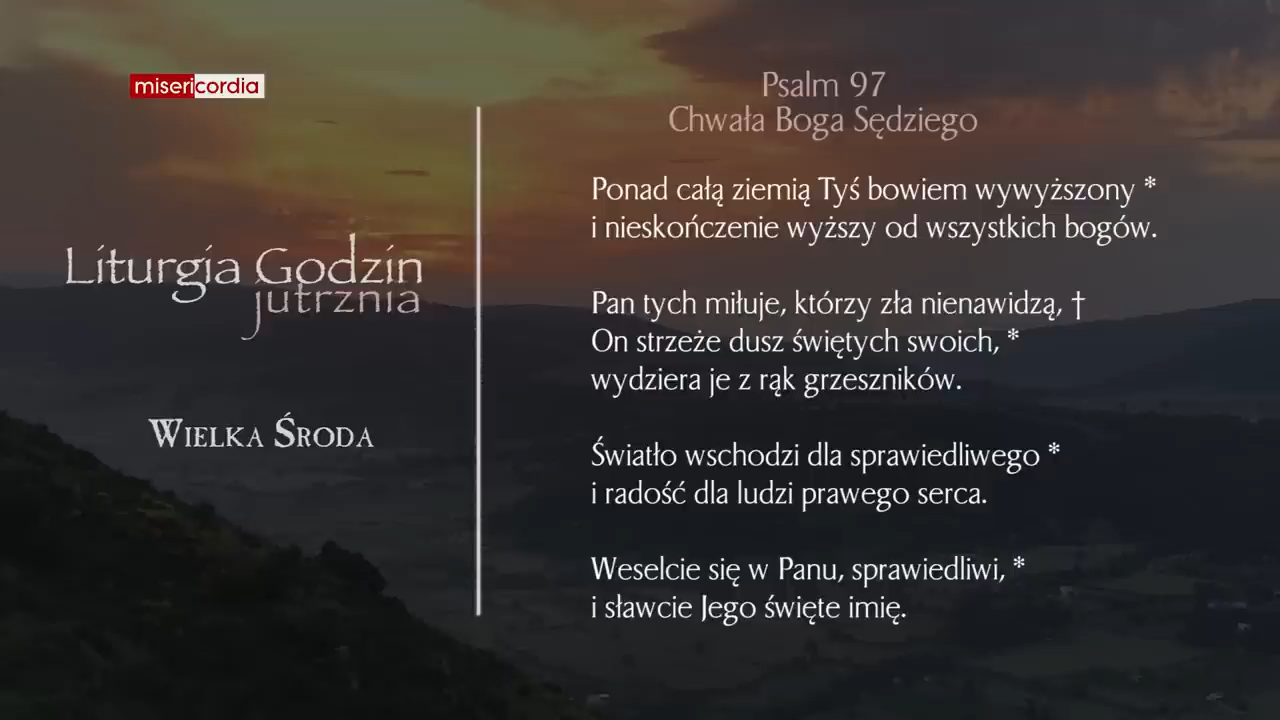 misericordia
Liturgia Godzin
jutrznia
Wielka Środa
Psalm 97
Chwała Boga Sędziego
Ponad całą ziemią Tyś bowiem wywyższony *
i nieskończenie wyższy od wszystkich bogów.
Pan tych miłuje, którzy zła nienawidzą, †
On strzeże dusz świętych swoich, *
wydziera je z rąk grzeszników.
Światło wschodzi dla sprawiedliwego *
i radość dla ludzi prawego serca.
Weselcie się w Panu, sprawiedliwi, *
i sławcie Jego święte imię.